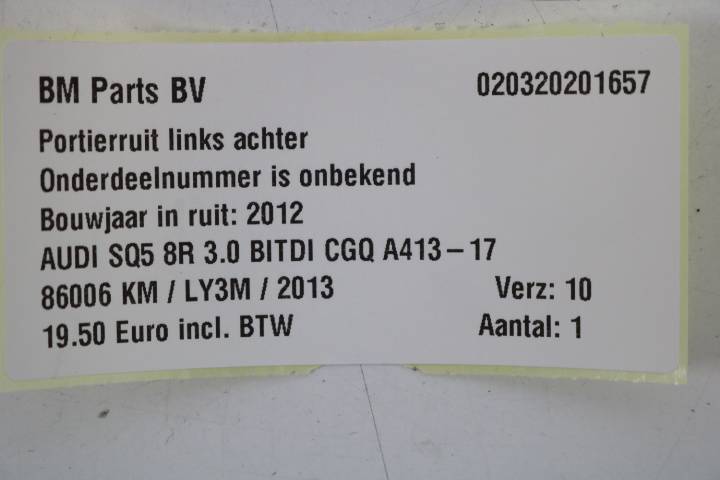 BM Parts BV 020320201657
Portierruit links achter
Onderdeelnummer is onbekend
Bouwjaar in ruit: 2012
AUDI SQ5 8R 3.0 BITDI CGQ A413-17
86006 KM / LY3M / 2013 Verz: 10
19.50 Euro incl. BTW Aantal: 1